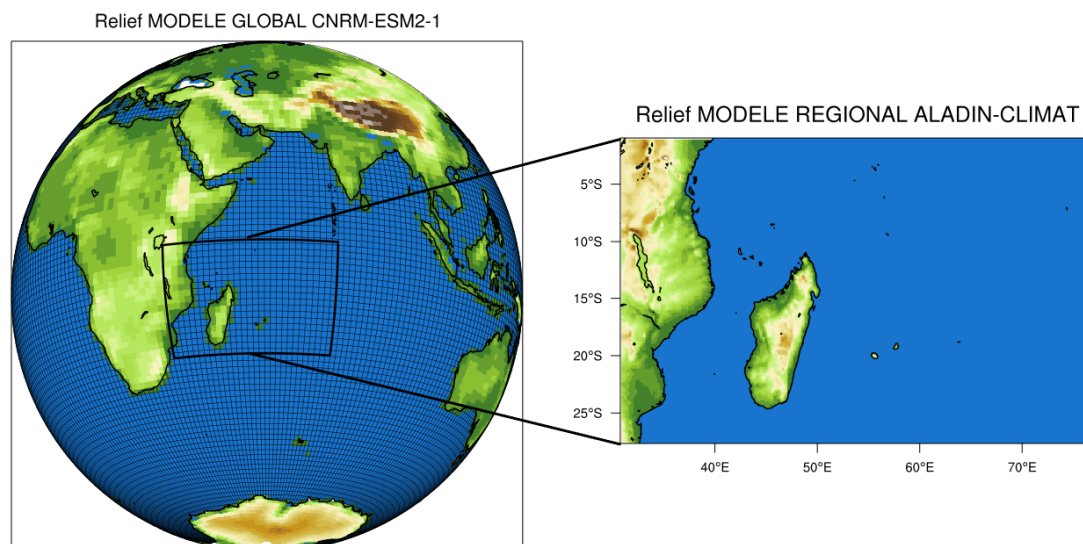 Relief MODELE GLOBAL CNRM-ESM2-1
Relief MODELE REGIONAL ALADIN-CLIMAT
5°S
10°S
15°S
20°S
25°S
40°E
50°E
60°E
70°E